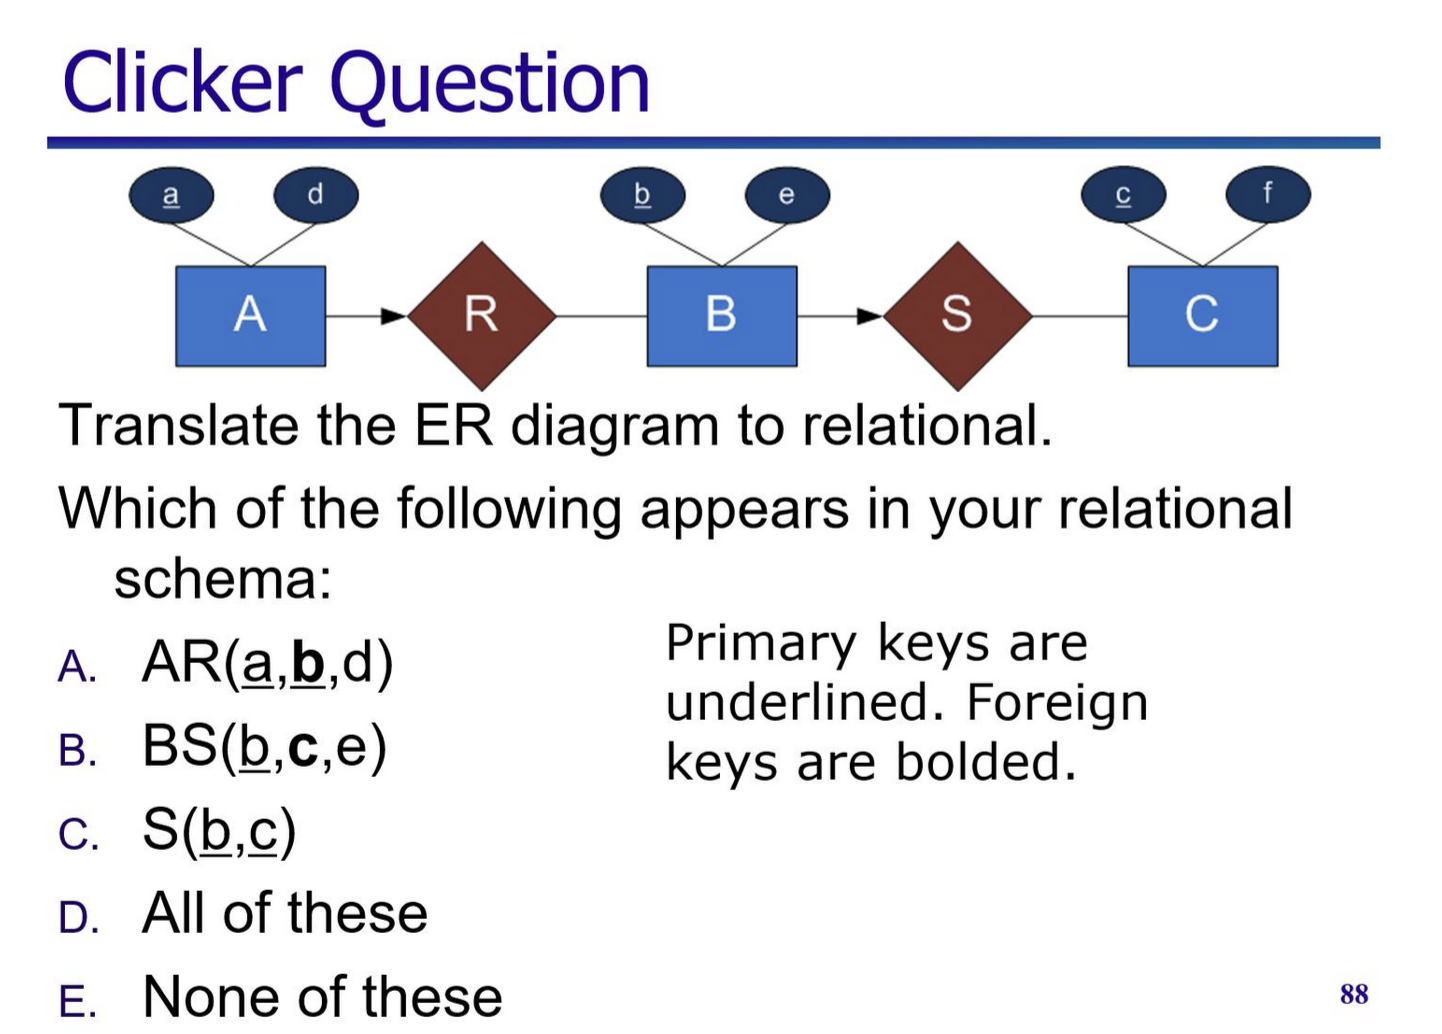 Clicker Question
a d b e c f
A R B S C
Translate the ER diagram to relational.
Which of the following appears in your relational
schema:
A. AR(a,b,d)
B. BS(b,c,e)
C. S(b,c)
D. All of these
E. None of these
Primary keys are
underlined. Foreign
keys are bolded.
88